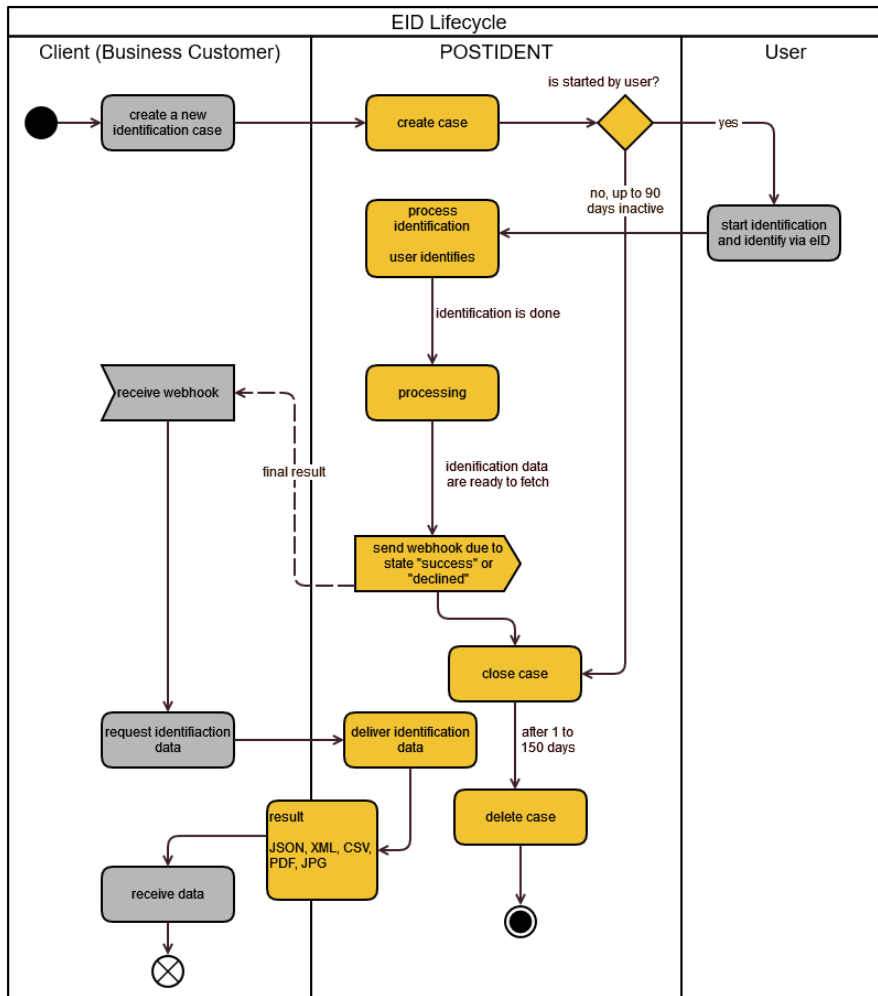 EID Lifecycle
Client (Business Customer)
POSTIDENT
User
is started by user?
create a new
identification case
create case
yes
no, up to 90
days inactive
process
identification
user identifies
start identification
and identify via eID
identification is done
receive webhook
processing
final result
idenification data
are ready to fetch
send webhook due to
state "success" or
"declined"
close case
request identifiaction
data
deliver identification
data
after 1 to
150 days
result
JSON, XML, CSV,
PDF, JPG
delete case
receive data